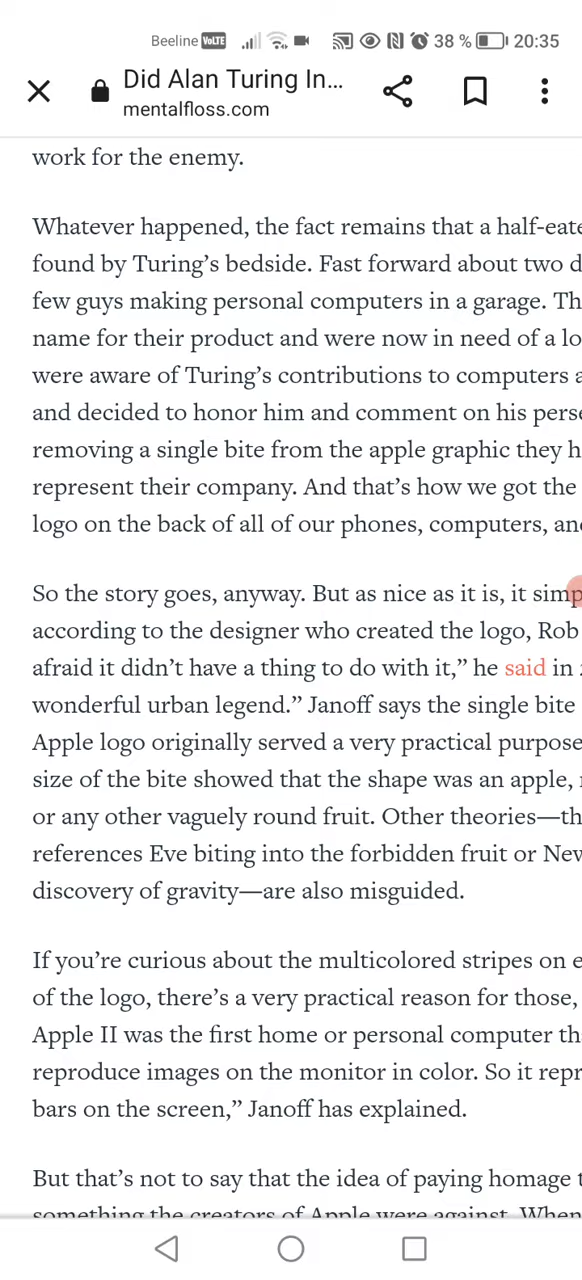 Beeline VoLTE 38 % 20:35
Did Alan Turing In...
mentalfloss.com
work for the enemy.
Whatever happened, the fact remains that a half-eate
found by Turing’s bedside. Fast forward about two d
few guys making personal computers in a garage. Th
name for their product and were now in need of a lo
were aware of Turing’s contributions to computers a
and decided to honor him and comment on his perse
removing a single bite from the apple graphic they h
represent their company. And that’s how we got the
logo on the back of all of our phones, computers, and
So the story goes, anyway. But as nice as it is, it simp
according to the designer who created the logo, Rob
afraid it didn’t have a thing to do with it,” he said in
wonderful urban legend.” Janoff says the single bite
Apple logo originally served a very practical purpose
size of the bite showed that the shape was an apple,
or any other vaguely round fruit. Other theories—th
references Eve biting into the forbidden fruit or New
discovery of gravity—are also misguided.
If you’re curious about the multicolored stripes on e
of the logo, there’s a very practical reason for those,
Apple II was the first home or personal computer th
reproduce images on the monitor in color. So it repr
bars on the screen,” Janoff has explained.
But that’s not to say that the idea of paying homage t
something the creators of Apple were against. When